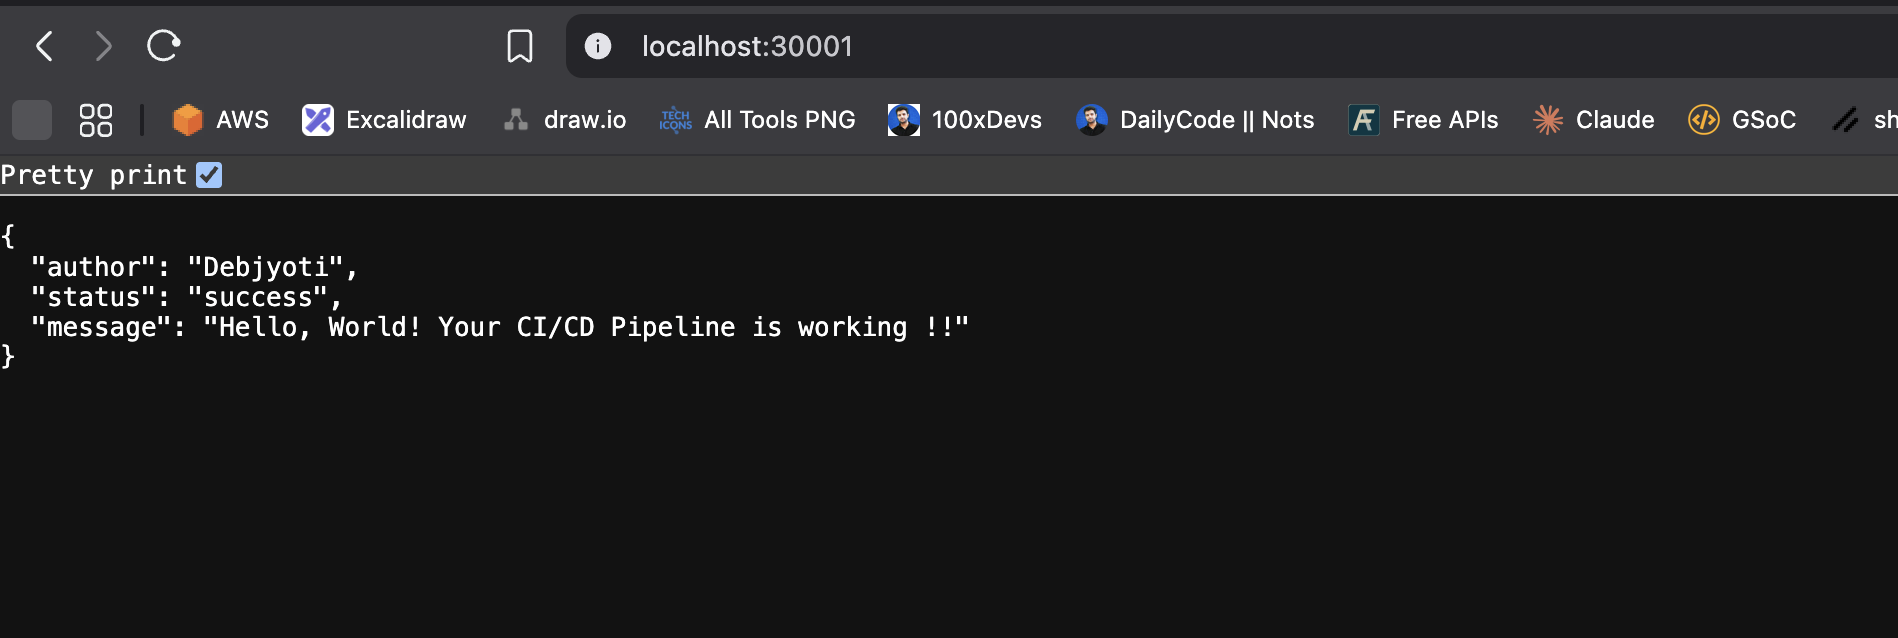 localhost:30001
AWS Excalidraw draw.io TECH ICONS All Tools PNG 100xDevs DailyCode || Nots Free APIs Claude GSoC sh
Pretty print
{
"author": "Debjyoti",
"status": "success",
"message": "Hello, World! Your CI/CD Pipeline is working !!"
}